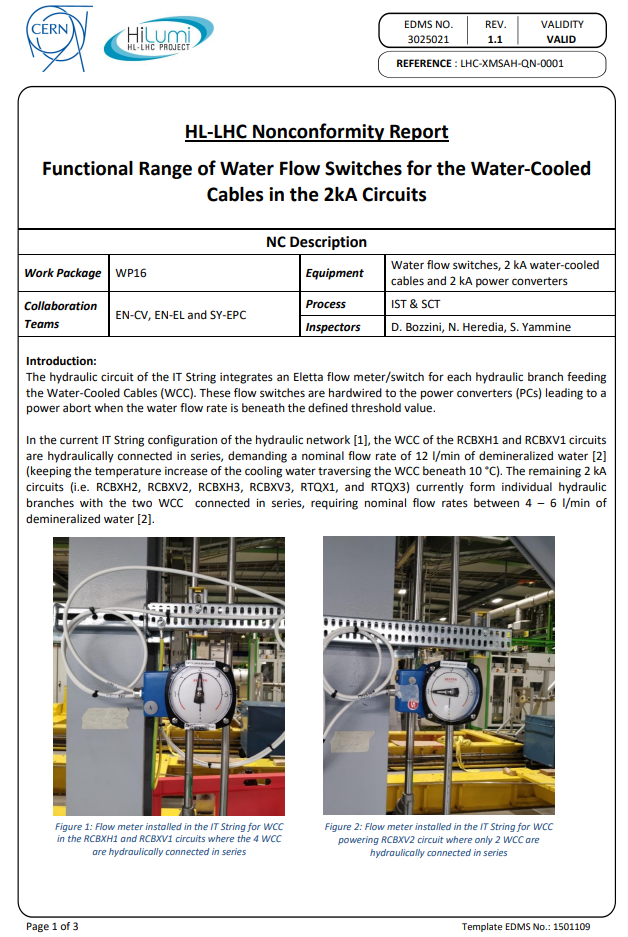 CERN
HiLumi
HL-LHC PROJECT
EDMS NO. REV. VALIDITY
3025021 1.1 VALID
REFERENCE : LHC-XMSAH-QN-0001
HL-LHC Nonconformity Report
Functional Range of Water Flow Switches for the Water-Cooled
Cables in the 2kA Circuits
NC Description
Work Package WP16 Equipment Water flow switches, 2 kA water-cooled
cables and 2 kA power converters
Collaboration
Teams EN-CV, EN-EL and SY-EPC Process IST & SCT
Inspectors D. Bozzini, N. Heredia, S. Yammine
Introduction:
The hydraulic circuit of the IT String integrates an Eletta flow meter/switch for each hydraulic branch feeding
the Water-Cooled Cables (WCC). These flow switches are hardwired to the power converters (PCs) leading to a
power abort when the water flow rate is beneath the defined threshold value.
In the current IT String configuration of the hydraulic network [1], the WCC of the RCBXH1 and RCBXV1 circuits
are hydraulically connected in series, demanding a nominal flow rate of 12 l/min of demineralized water [2]
(keeping the temperature increase of the cooling water traversing the WCC beneath 10 °C). The remaining 2 kA
circuits (i.e. RCBXH2, RCBXV2, RCBXH3, RCBXV3, RTQX1, and RTQX3) currently form individual hydraulic
branches with the two WCC connected in series, requiring nominal flow rates between 4 – 6 l/min of
demineralized water [2].
Figure 1: Flow meter installed in the IT String for WCC
in the RCBXH1 and RCBXV1 circuits where the 4 WCC
are hydraulically connected in series
Figure 2: Flow meter installed in the IT String for WCC
powering RCBXV2 circuit where only 2 WCC are
hydraulically connected in series
Page 1 of 3 Template EDMS No.: 1501109